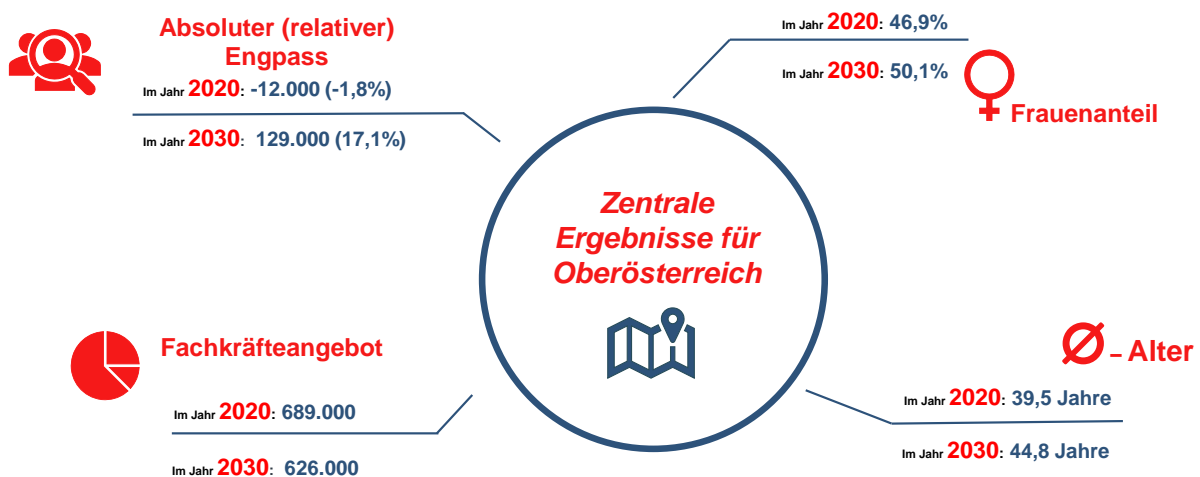 Absoluter (relativer)
Engpass
Im Jahr 2020: -12.000 (-1,8%)
Im Jahr 2030: 129.000 (17,1%)
Im Jahr 2020: 46,9%
Im Jahr 2030: 50,1%
Frauenanteil
Zentrale
Ergebnisse für
Oberösterreich
Fachkräfteangebot
Im Jahr 2020: 689.000
Im Jahr 2030: 626.000
Ø – Alter
Im Jahr 2020: 39,5 Jahre
Im Jahr 2030: 44,8 Jahre